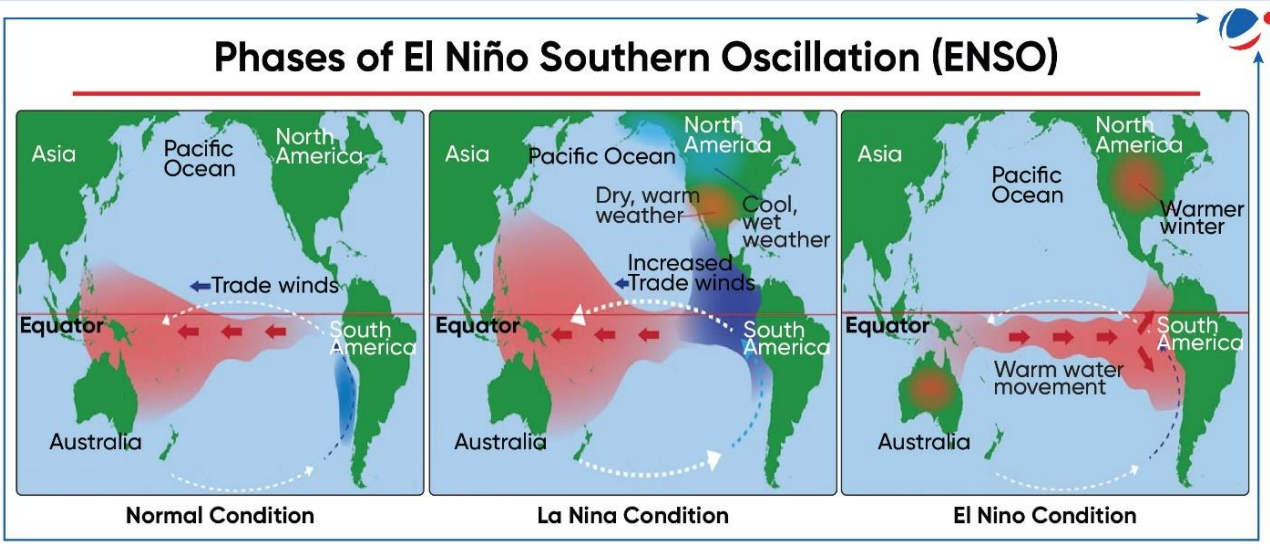 Phases of El Niño Southern Oscillation (ENSO)
Asia
Pacific
Ocean
North
America
Trade winds
Equator
South
America
Australia
Normal Condition
Asia
Pacific Ocean
North
America
Dry, warm
weather
Cool,
wet
weather
Increased
Trade winds
Equator
South
America
Australia
La Nina Condition
Asia
Pacific
Ocean
North
America
Warmer
winter
Equator
South
America
Warm water
movement
Australia
El Nino Condition